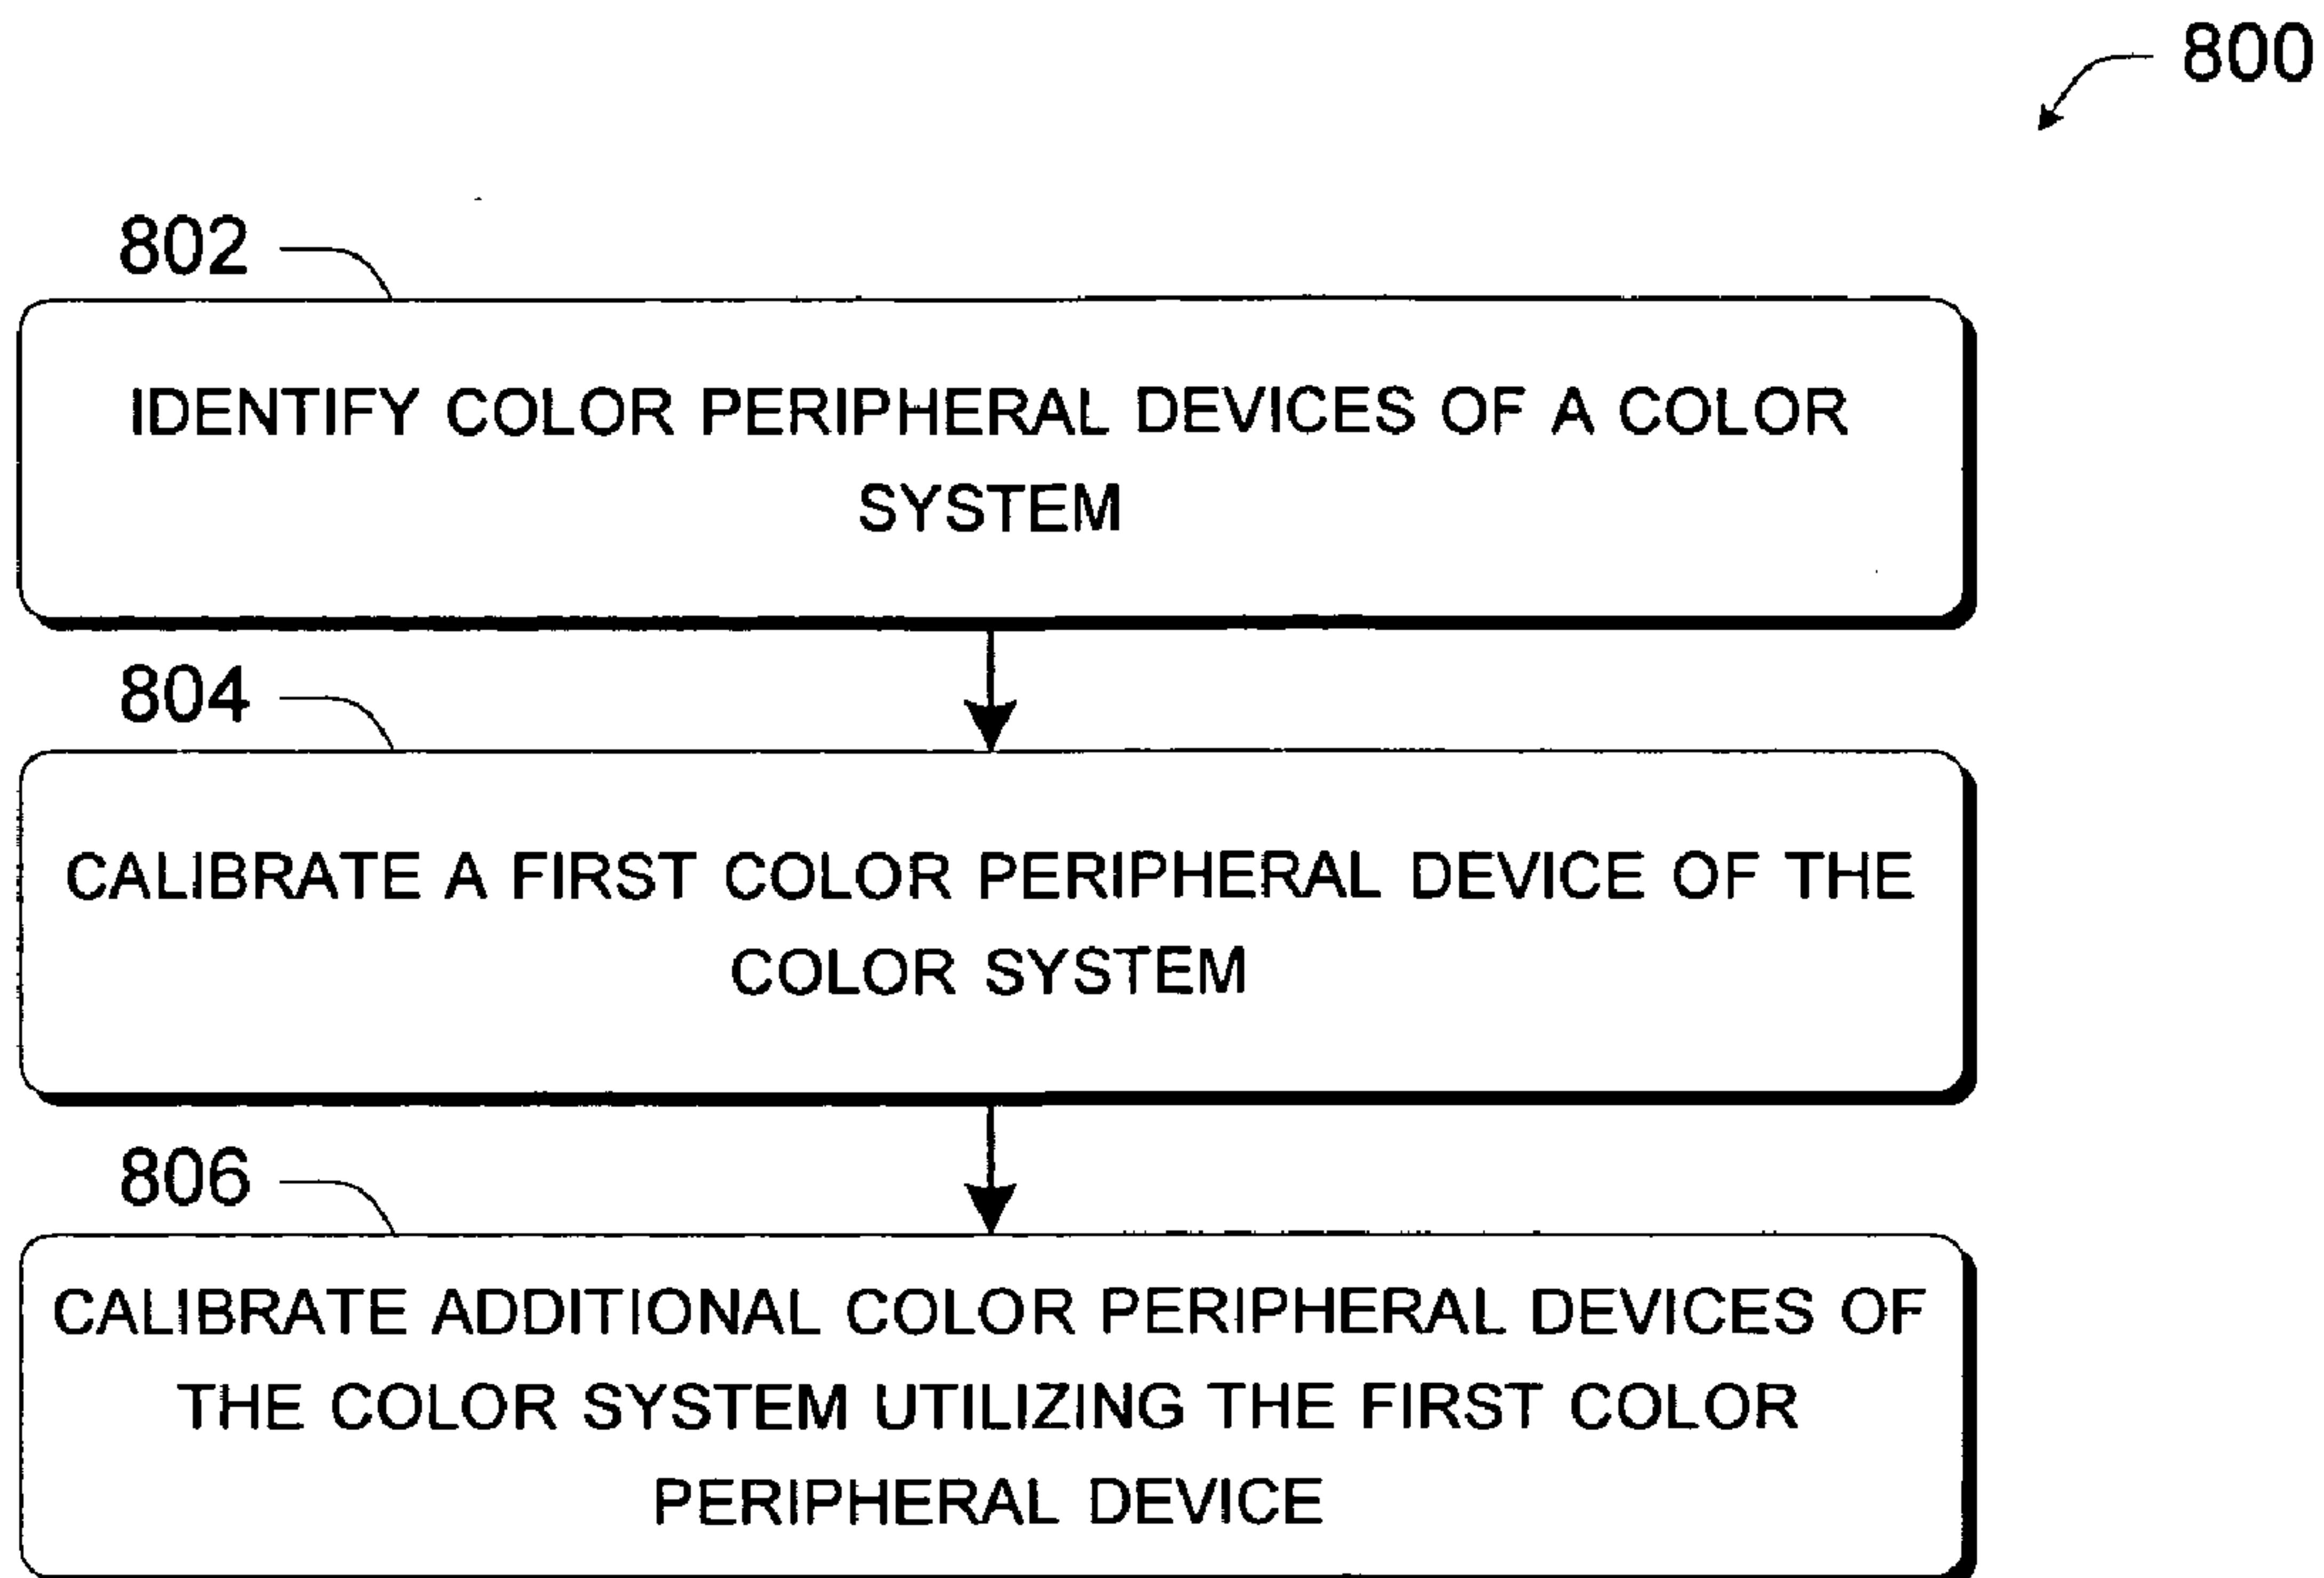 800
802
IDENTIFY COLOR PERIPHERAL DEVICES OF A COLOR
SYSTEM
804
CALIBRATE A FIRST COLOR PERIPHERAL DEVICE OF THE
COLOR SYSTEM
806
CALIBRATE ADDITIONAL COLOR PERIPHERAL DEVICES OF
THE COLOR SYSTEM UTILIZING THE FIRST COLOR
PERIPHERAL DEVICE